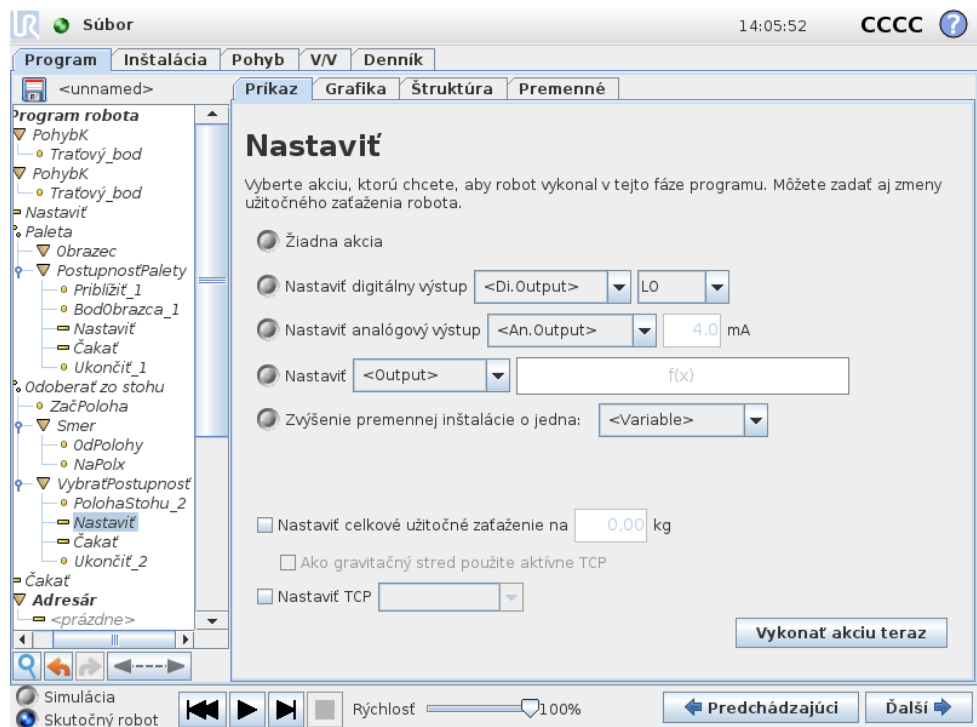 UR Súbor 14:05:52 CCCC ?
Program Inštalácia Pohyb V/V Denník
<unnamed> Príkaz Grafika Štruktúra Premenné
Program robota
PohybK
Traťový_bod
PohybK
Traťový_bod
Nastaviť
Paleta
Obrazec
PostupnosťPalety
Priblížiť_1
BodObrazca_1
Nastaviť
Čakať
Ukončiť_1
Odoberať zo stohu
ZačPoloha
Smer
OdPolohy
NaPolx
VybraťPostupnosť
PolohaStohu_2
Nastaviť
Čakať
Ukončiť_2
Čakať
Adresár
<prázdne>
Nastaviť
Vyberte akciu, ktorú chcete, aby robot vykonal v tejto fáze programu. Môžete zadať aj zmeny
užitočného zaťaženia robota.
Žiadna akcia
Nastaviť digitálny výstup <Di.Output> LO
Nastaviť analógový výstup <An.Output> 4.0 mA
Nastaviť <Output> f(x)
Zvýšenie premennej inštalácie o jedna: <Variable>
Nastaviť celkové užitočné zaťaženie na 0,00 kg
Ako gravitačný stred použite aktívne TCP
Nastaviť TCP
Vykonať akciu teraz
Simulácia
Skutočný robot
Rýchlosť 100%
Predchádzajúci Ďalší